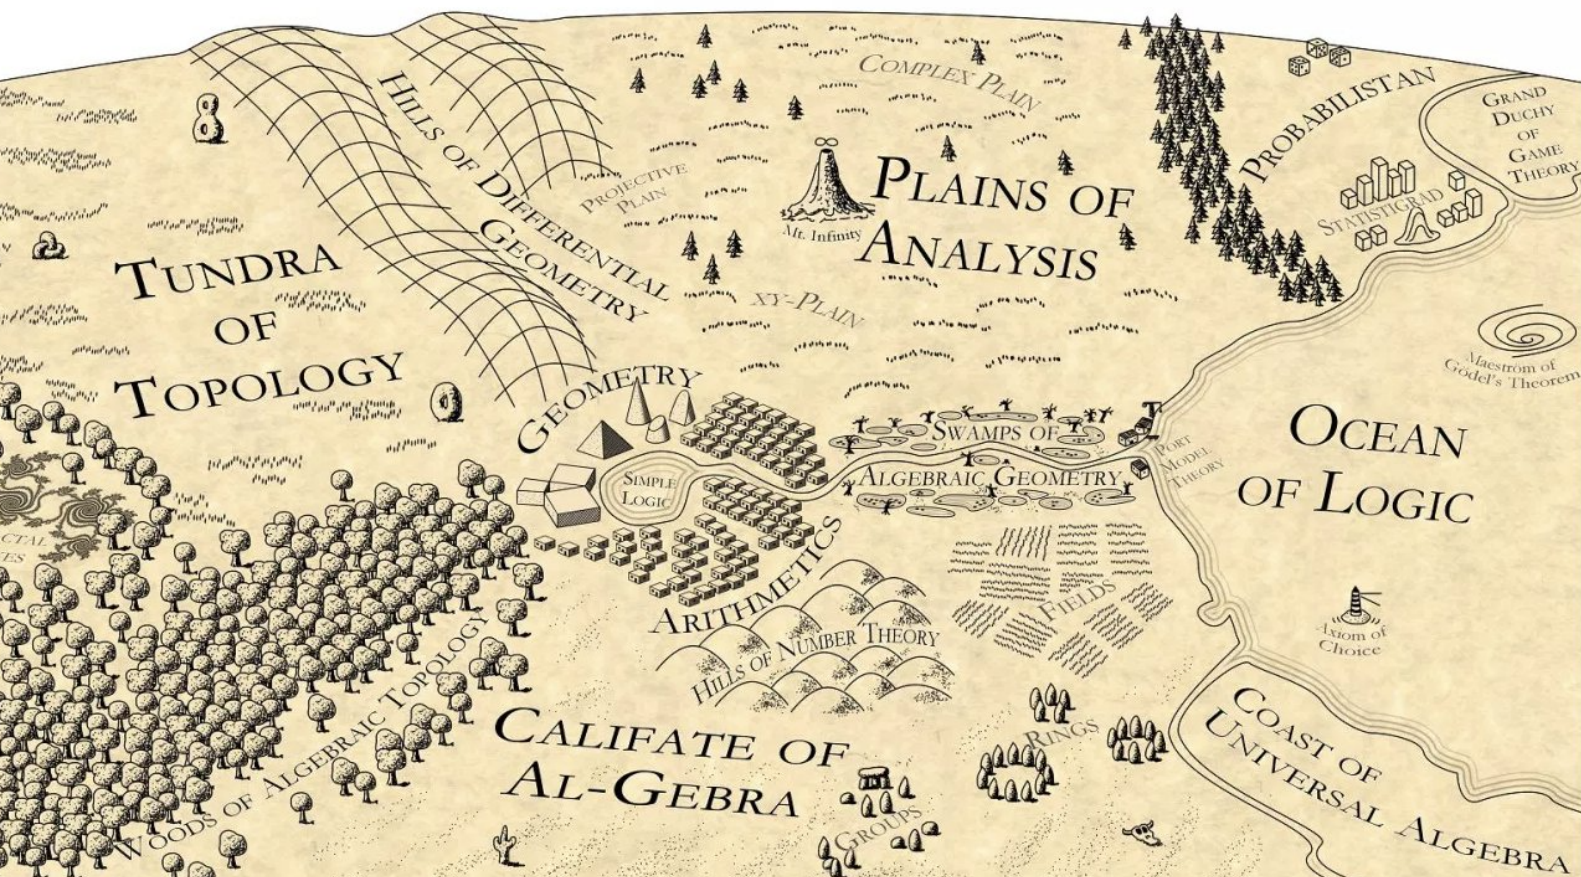 COMPLEX PLAIN
PROBABILISTAN
GRAND
DUCHY
OF
GAME
THEORY
HILLS OF DIFFERENTIAL
GEOMETRY
PROJECTIVE
PLAIN
PLAINS OF
ANALYSIS
Mt. Infinity
STATISTIGRAD
TUNDRA
OF
TOPOLOGY
XY-PLAIN
Maestrom of
Gödel's Theorem
GEOMETRY
SWAMPS OF
ALGEBRAIC GEOMETRY
PORT
MODEL
THEORY
OCEAN
OF LOGIC
SIMPLE
LOGIC
CTAL
ES
ARITHMETICS
FIELDS
HILLS OF NUMBER THEORY
Axiom of
Choice
WOODS OF ALGEBRAIC TOPOLOGY
CALIFATE OF
AL-GEBRA
RINGS
GROUPS
COAST OF
UNIVERSAL ALGEBRA